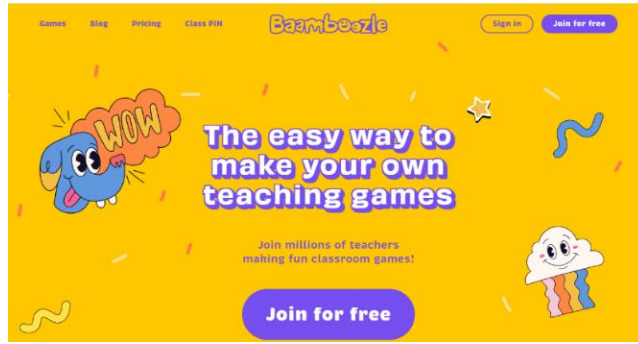 Games Blog Pricing Class PIN Baamboozle Sign in Join for free
WOW
The easy way to
make your own
teaching games
Join millions of teachers
making fun classroom games!
Join for free